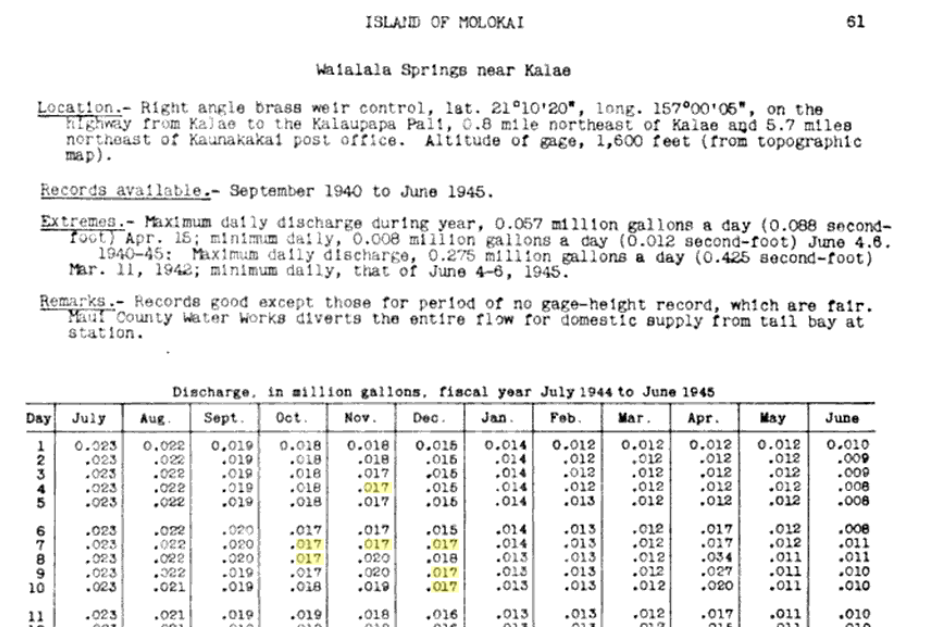 ISLAND OF MOLOKAI 61
Waialala Springs near Kalae
Location.- Right angle brass weir control, lat. 21°10'20", long. 157°00'05", on the
highway from Kalae to the Kalaupapa Pali, 0.8 mile northeast of Kalae and 5.7 miles
northeast of Kaunakakai post office. Altitude of gage, 1,600 feet (from topographic
map).
Records available.- September 1940 to June 1945.
Extremes.- Maximum daily discharge during year, 0.057 million gallons a day (0.088 second-
foot) Apr. 15; minimum daily, 0.008 million gallons a day (0.012 second-foot) June 4.6.
1940-45: Maximum daily discharge, 0.275 million gallons a day (0.425 second-foot)
Mar. 11, 1942; minimum daily, that of June 4-6, 1945.
Remarks.- Records good except those for period of no gage-height record, which are fair.
Maui County Water Works diverts the entire flow for domestic supply from tail bay at
station.
Discharge, in million gallons, fiscal year July 1944 to June 1945
Day July Aug. Sept. Oct. Nov. Dec. Jan. Feb. Mar. Apr. May June
1 0.023 0.022 0.019 0.018 0.018 0.015 0.014 0.012 0.012 0.012 0.012 0.010
2 .023 .022 .019 .018 .018 .015 .014 .012 .012 .012 .012 .009
3 .023 .022 .019 .018 .017 .015 .014 .012 .012 .012 .012 .009
4 .023 .022 .019 .018 .017 .015 .014 .012 .012 .012 .012 .008
5 .023 .022 .019 .018 .017 .015 .014 .013 .012 .012 .012 .008
6 .023 .022 .020 .017 .017 .015 .014 .013 .012 .017 .012 .008
7 .023 .022 .020 .017 .017 .017 .014 .013 .012 .017 .012 .011
8 .023 .022 .020 .017 .020 .018 .013 .013 .012 .034 .011 .011
9 .023 .022 .019 .017 .020 .017 .013 .013 .012 .027 .011 .010
10 .023 .021 .019 .018 .019 .017 .013 .013 .012 .020 .011 .010
11 .023 .021 .019 .019 .018 .016 .013 .013 .012 .017 .011 .010